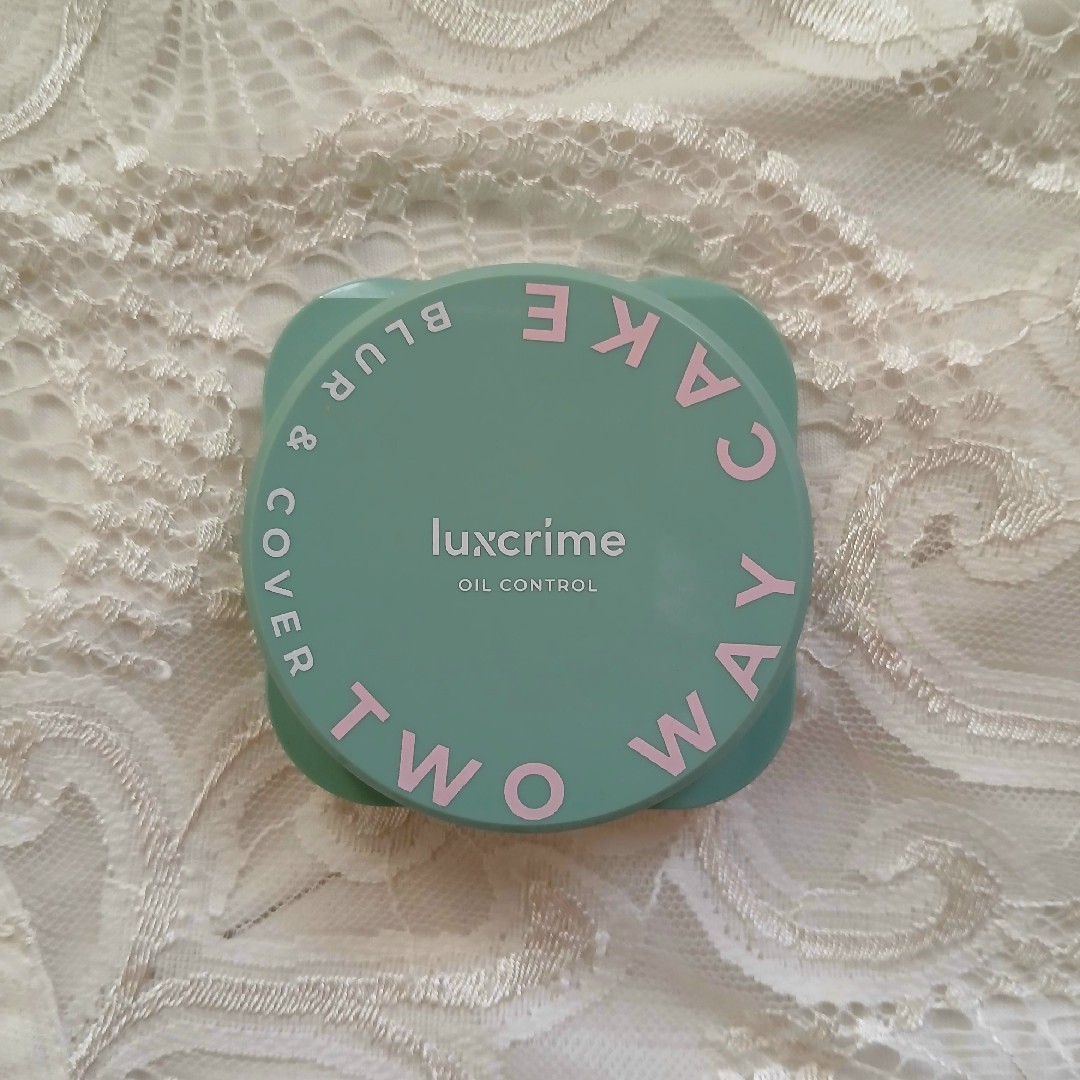 BLUR & COVER
TWO WAY CAKE
luxcrime
OIL CONTROL